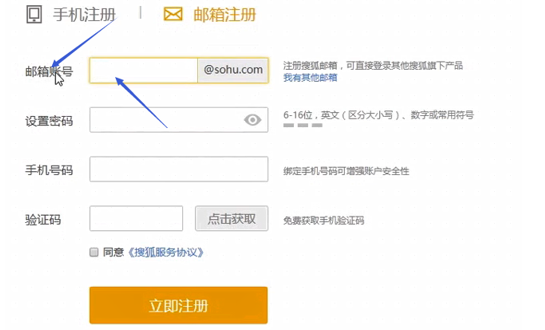 手机注册 | 邮箱注册
邮箱账号 @sohu.com 注册搜狐邮箱，可直接登录其他搜狐旗下产品
我有其他邮箱
设置密码 6-16位，英文（区分大小写）、数字或常用符号
手机号码 绑定手机号码可增强账户安全性
验证码 点击获取 免费获取手机验证码
同意《搜狐服务协议》
立即注册